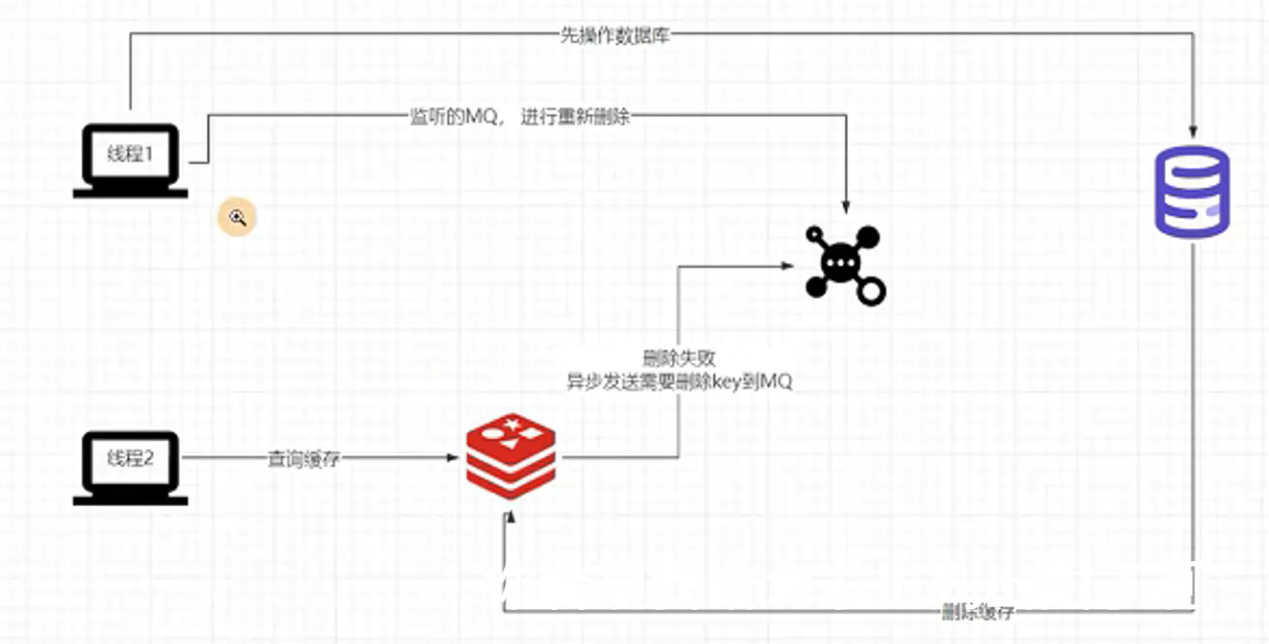 先操作数据库
监听的MQ， 进行重新删除
线程1
删除失败
异步发送需要删除key到MQ
线程2
查询缓存
删除缓存